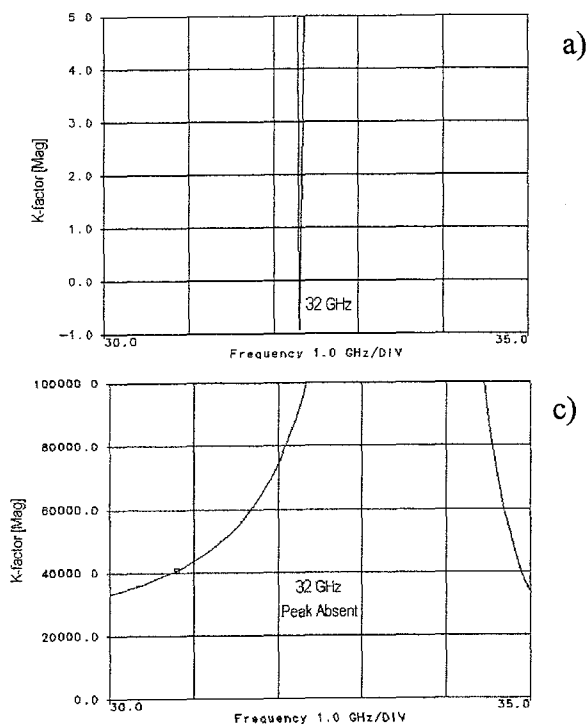 5.0
a)
4.0
3.0
K-factor [Mag]
2.0
1.0
0.0
32 GHz
-1.0
30.0
Frequency 1.0 GHz/DIV
35.0
100000.0
c)
80000.0
60000.0
K-factor [Mag]
40000.0
32 GHz
Peak Absent
20000.0
0.0
30.0
Frequency 1.0 GHz/DIV
35.0